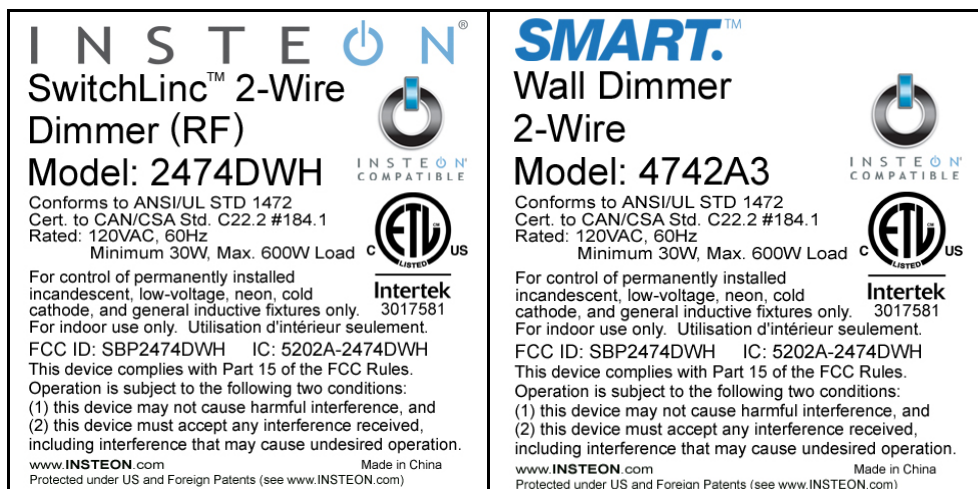 INSTEON®
SwitchLinc™ 2-Wire
Dimmer (RF)
Model: 2474DWH
INSTEON®
COMPATIBLE
Conforms to ANSI/UL STD 1472
Cert. to CAN/CSA Std. C22.2 #184.1
Rated: 120VAC, 60Hz
Minimum 30W, Max. 600W Load
C ETL CM US
LISTED
Intertek
3017581
For control of permanently installed
incandescent, low-voltage, neon, cold
cathode, and general inductive fixtures only.
For indoor use only. Utilisation d'intérieur seulement.
FCC ID: SBP2474DWH IC: 5202A-2474DWH
This device complies with Part 15 of the FCC Rules.
Operation is subject to the following two conditions:
(1) this device may not cause harmful interference, and
(2) this device must accept any interference received,
including interference that may cause undesired operation.
www.INSTEON.com Made in China
Protected under US and Foreign Patents (see www.INSTEON.com)
SMART.™
Wall Dimmer
2-Wire
Model: 4742A3
INSTEON®
COMPATIBLE
Conforms to ANSI/UL STD 1472
Cert. to CAN/CSA Std. C22.2 #184.1
Rated: 120VAC, 60Hz
Minimum 30W, Max. 600W Load
C ETL CM US
LISTED
Intertek
3017581
For control of permanently installed
incandescent, low-voltage, neon, cold
cathode, and general inductive fixtures only.
For indoor use only. Utilisation d'intérieur seulement.
FCC ID: SBP2474DWH IC: 5202A-2474DWH
This device complies with Part 15 of the FCC Rules.
Operation is subject to the following two conditions:
(1) this device may not cause harmful interference, and
(2) this device must accept any interference received,
including interference that may cause undesired operation.
www.INSTEON.com Made in China
Protected under US and Foreign Patents (see www.INSTEON.com)